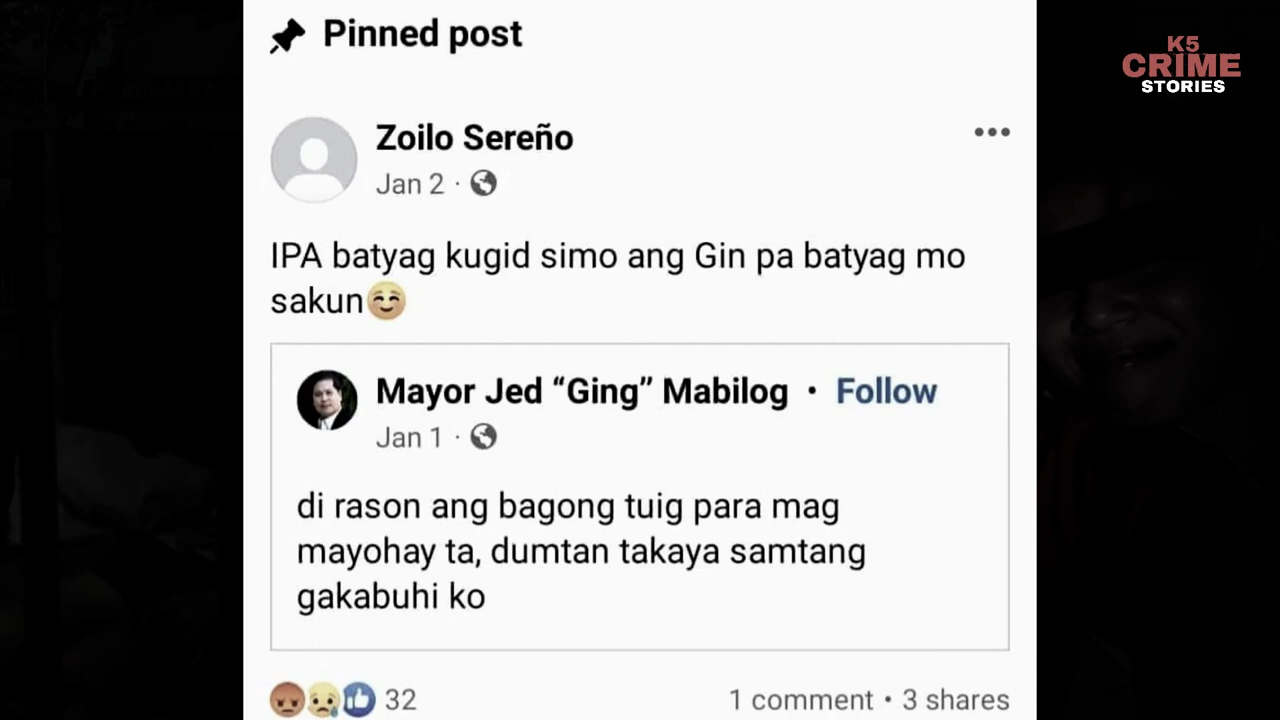 Pinned post
K5
CRIME
STORIES
Zoilo Sereño
Jan 2 ·
IPA batyag kugid simo ang Gin pa batyag mo
sakun😊
Mayor Jed “Ging” Mabilog · Follow
Jan 1 ·
di rason ang bagong tuig para mag
mayohay ta, dumtan takaya samtang
gakabuhi ko
32
1 comment • 3 shares